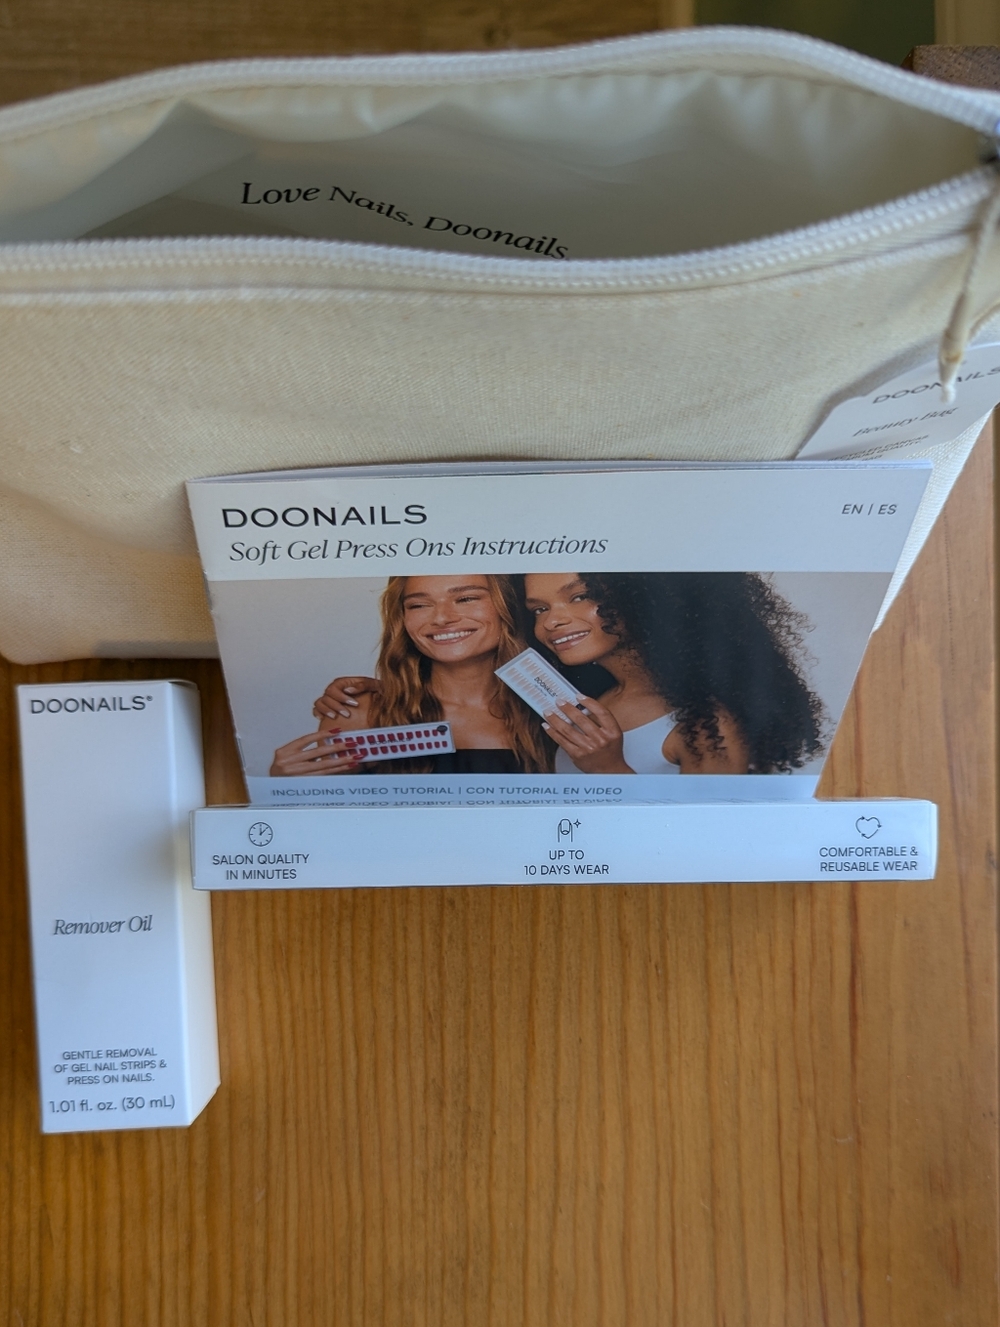 Love Nails, Doonails
DOONAILS
Beauty Bag
DOONAILS
EN | ES
Soft Gel Press Ons Instructions
INCLUDING VIDEO TUTORIAL | CON TUTORIAL EN VIDEO
SALON QUALITY
IN MINUTES
UP TO
10 DAYS WEAR
COMFORTABLE &
REUSABLE WEAR
DOONAILS®
Remover Oil
GENTLE REMOVAL
OF GEL NAIL STRIPS &
PRESS ON NAILS.
1.01 fl. oz. (30 mL)